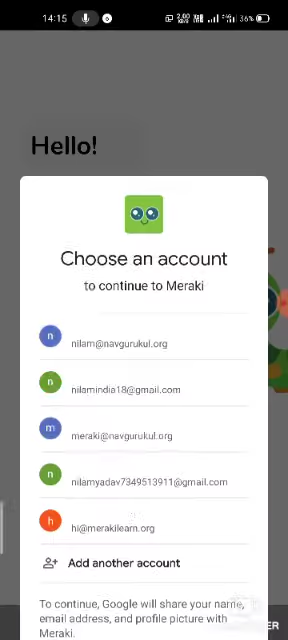 14:15
36%
Hello!
Choose an account
to continue to Meraki
n
nilam@navgurukul.org
n
nilamindia18@gmail.com
m
meraki@navgurukul.org
n
nilamyadav7349513911@gmail.com
h
hi@merakilearn.org
Add another account
To continue, Google will share your name,
email address, and profile picture with
Meraki.